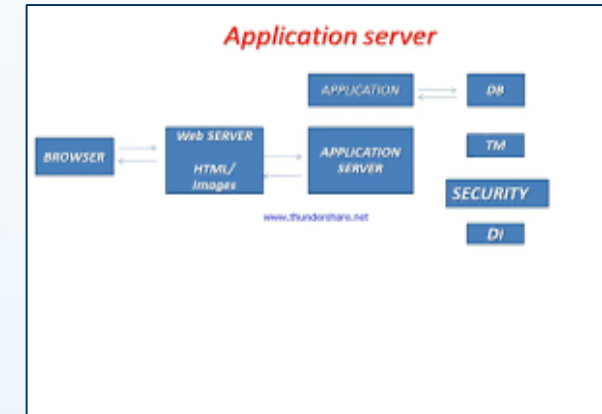 Application server
APPLICATION
DB
BROWSER
Web SERVER
HTML/
images
APPLICATION
SERVER
TM
SECURITY
DI
www.thundershare.net